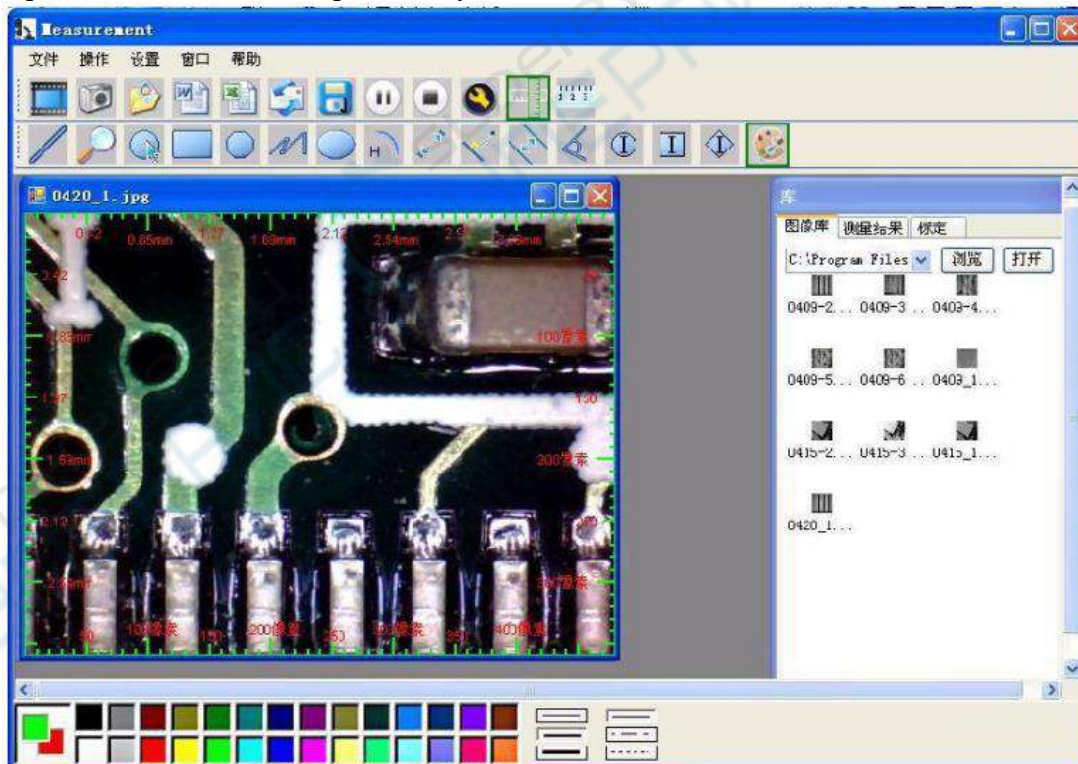 Measurement
文件 操作 设置 窗口 帮助
0420_1.jpg
库
图像库 测量结果 标定
C:\Program Files 浏览 打开
0409-2... 0409-3... 0409-4...
0409-5... 0409-6... 0409_1...
0415-2... 0415-3... 0415_1...
0420_1...
0.85mm 1.27 1.69mm 2.12 2.54mm
100像素
1.27 150
1.69mm 200像素
2.12
300像素
50 100像素 150 200像素 250 300像素 350 400像素